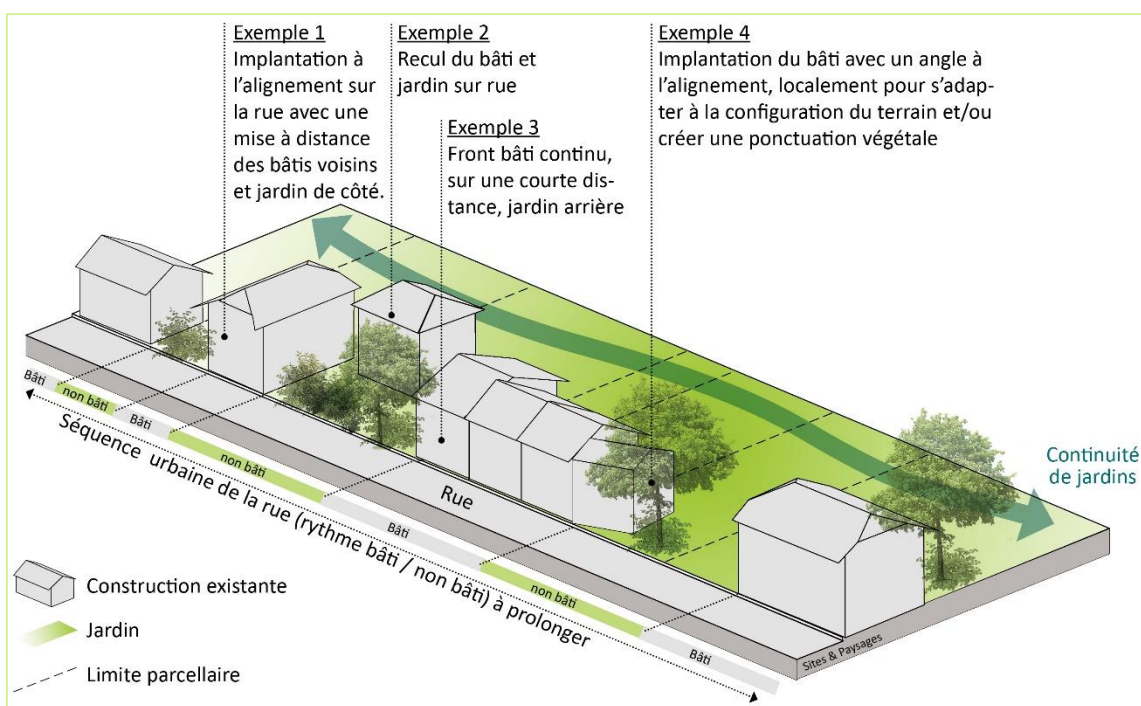 Exemple 1
Implantation à
l'alignement sur
la rue avec une
mise à distance
des bâtis voisins
et jardin de côté.
Exemple 2
Recul du bâti et
jardin sur rue
Exemple 3
Front bâti continu,
sur une courte dis-
tance, jardin arrière
Exemple 4
Implantation du bâti avec un angle à
l'alignement, localement pour s'adap-
ter à la configuration du terrain et/ou
créer une ponctuation végétale
Bâti
non bâti
Bâti
non bâti
Bâti
non bâti
Bâti
Séquence urbaine de la rue (rythme bâti / non bâti) à prolonger
Rue
Continuité
de jardins
Sites & Paysages
Construction existante
Jardin
Limite parcellaire